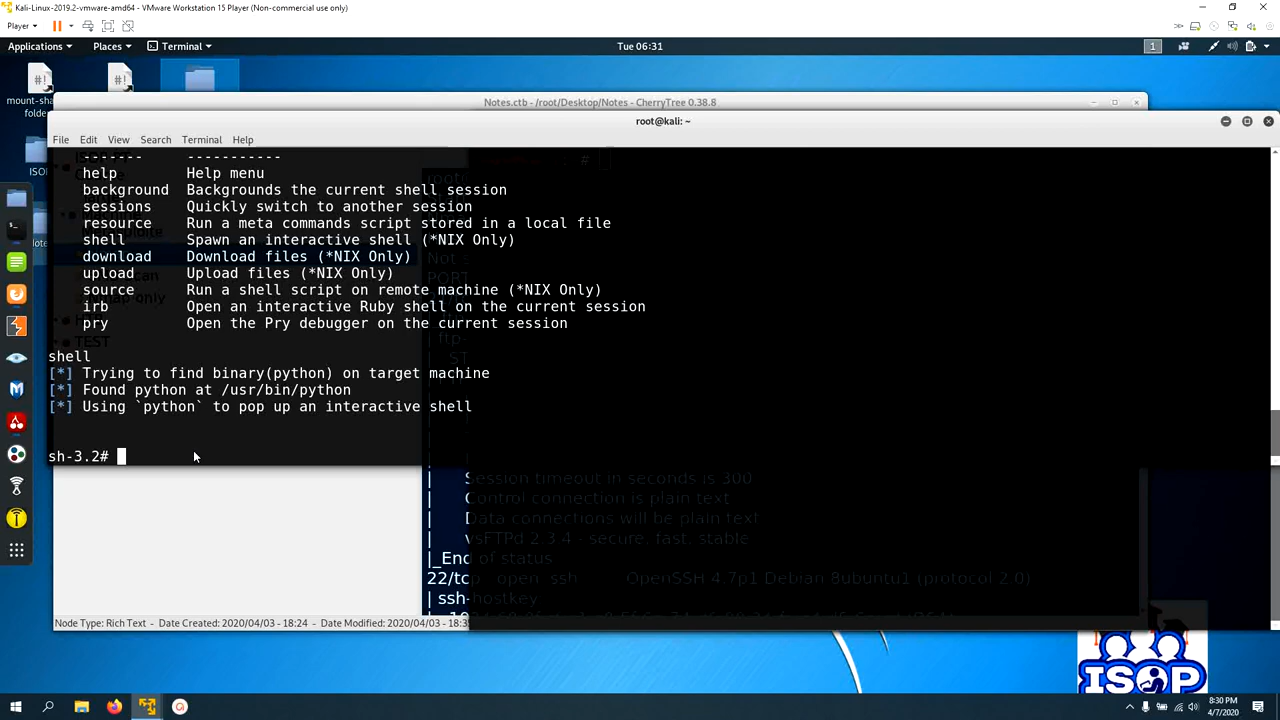 Kali-Linux-2019.2-vmware-amd64 - VMware Workstation 15 Player (Non-commercial use only)
Player
Applications Places Terminal Tue 06:31 1
mount-sha
folde
Notes.ctb - /root/Desktop/Notes - CherryTree 0.38.8
root@kali: ~
File Edit View Search Terminal Help
------- -----------
help Help menu
background Backgrounds the current shell session
sessions Quickly switch to another session
resource Run a meta commands script stored in a local file
shell Spawn an interactive shell (*NIX Only)
download Download files (*NIX Only)
upload Upload files (*NIX Only)
source Run a shell script on remote machine (*NIX Only)
irb Open an interactive Ruby shell on the current session
pry Open the Pry debugger on the current session
shell
[*] Trying to find binary(python) on target machine
[*] Found python at /usr/bin/python
[*] Using `python` to pop up an interactive shell
sh-3.2#
TEST
| Session timeout in seconds is 300
| Control connection is plain text
| Data connections will be plain text
| vsFTPd 2.3.4 - secure, fast, stable
|_End of status
22/tcp open ssh OpenSSH 4.7p1 Debian 8ubuntu1 (protocol 2.0)
| ssh-hostkey
Node Type: Rich Text - Date Created: 2020/04/03 - 18:24 - Date Modified: 2020/04/03 - 18:3
ISOP
8:30 PM
4/7/2020